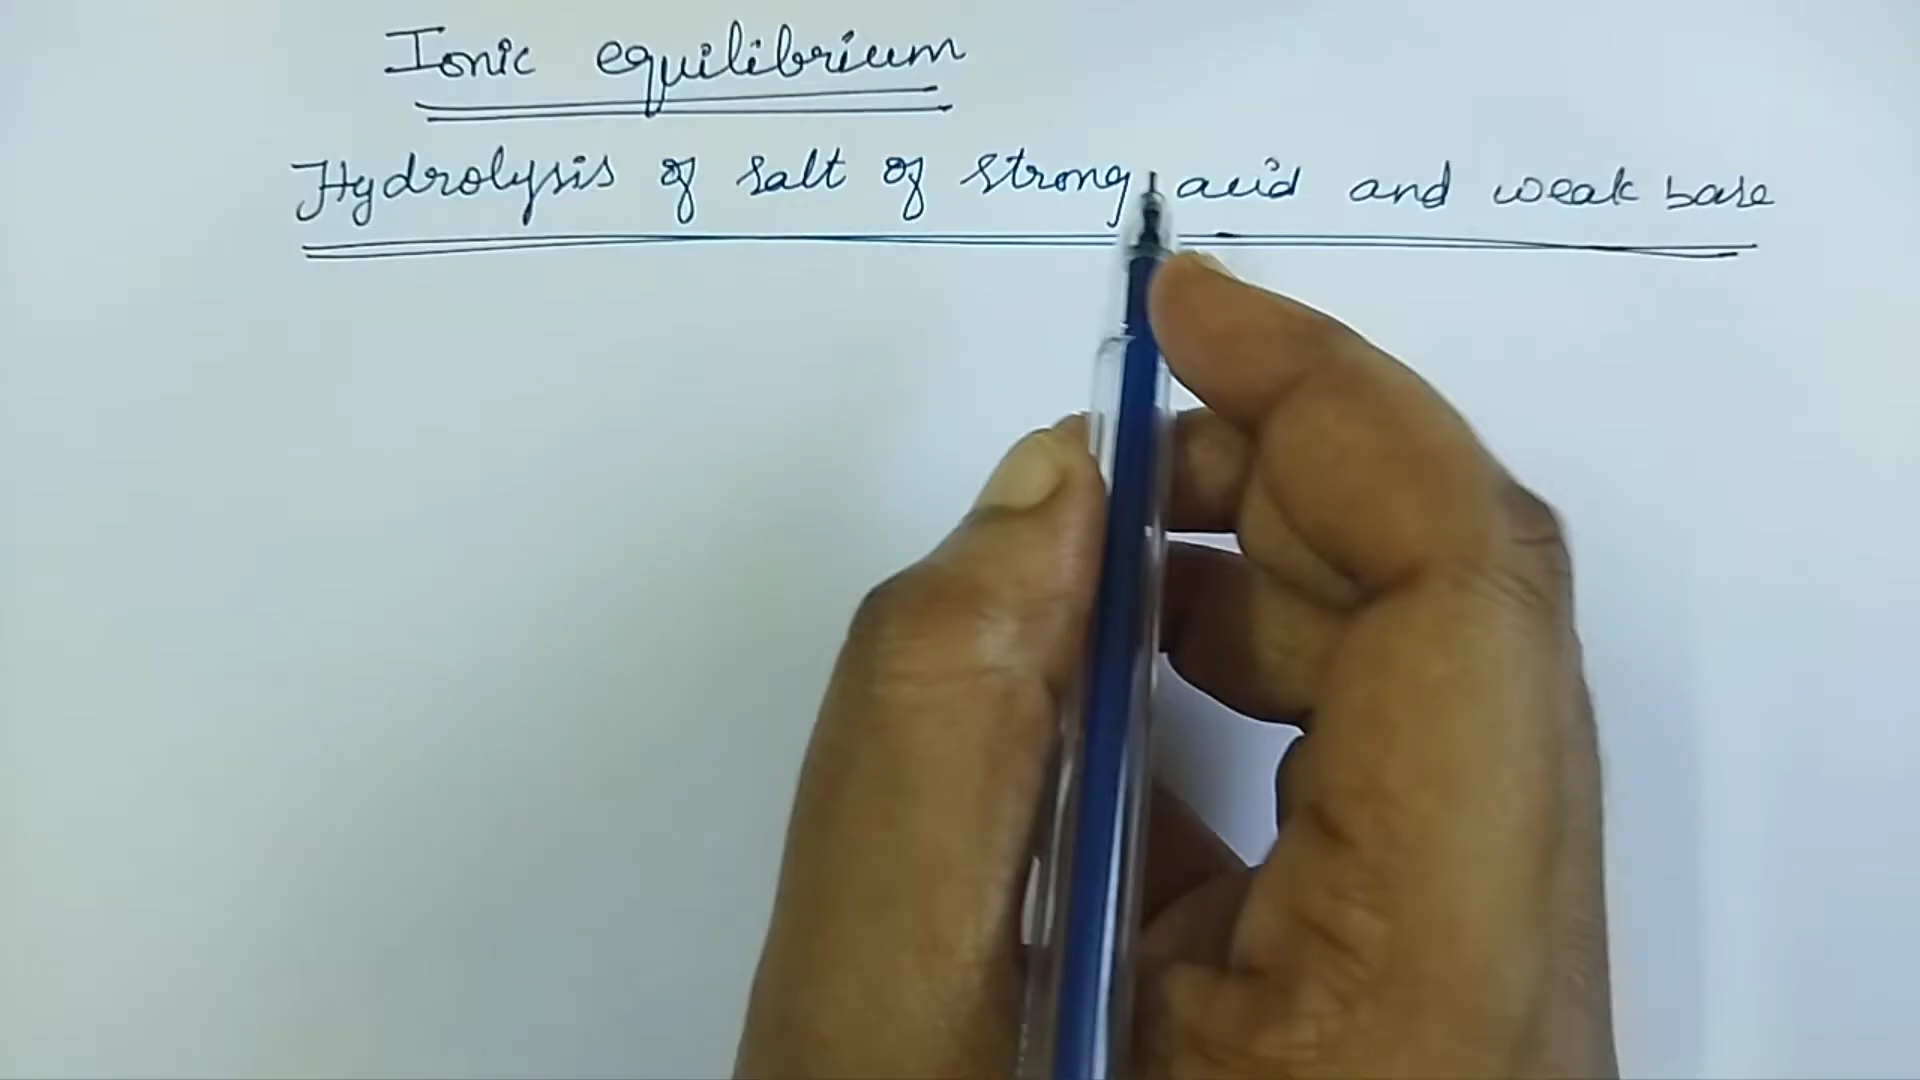 Ionic equilibrium
Hydrolysis of salt of strong acid and weak base